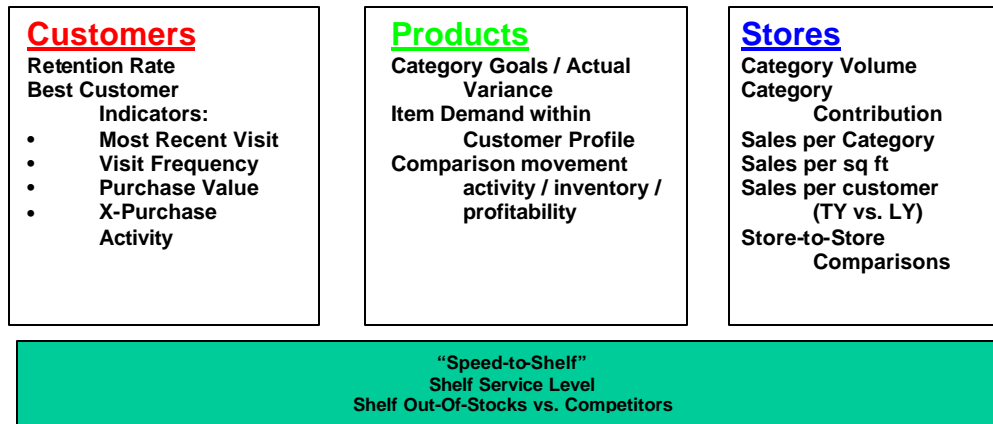 Customers
Retention Rate
Best Customer
Indicators:
• Most Recent Visit
• Visit Frequency
• Purchase Value
• X-Purchase
Activity
Products
Category Goals / Actual
Variance
Item Demand within
Customer Profile
Comparison movement
activity / inventory /
profitability
Stores
Category Volume
Category
Contribution
Sales per Category
Sales per sq ft
Sales per customer
(TY vs. LY)
Store-to-Store
Comparisons
“Speed-to-Shelf”
Shelf Service Level
Shelf Out-Of-Stocks vs. Competitors